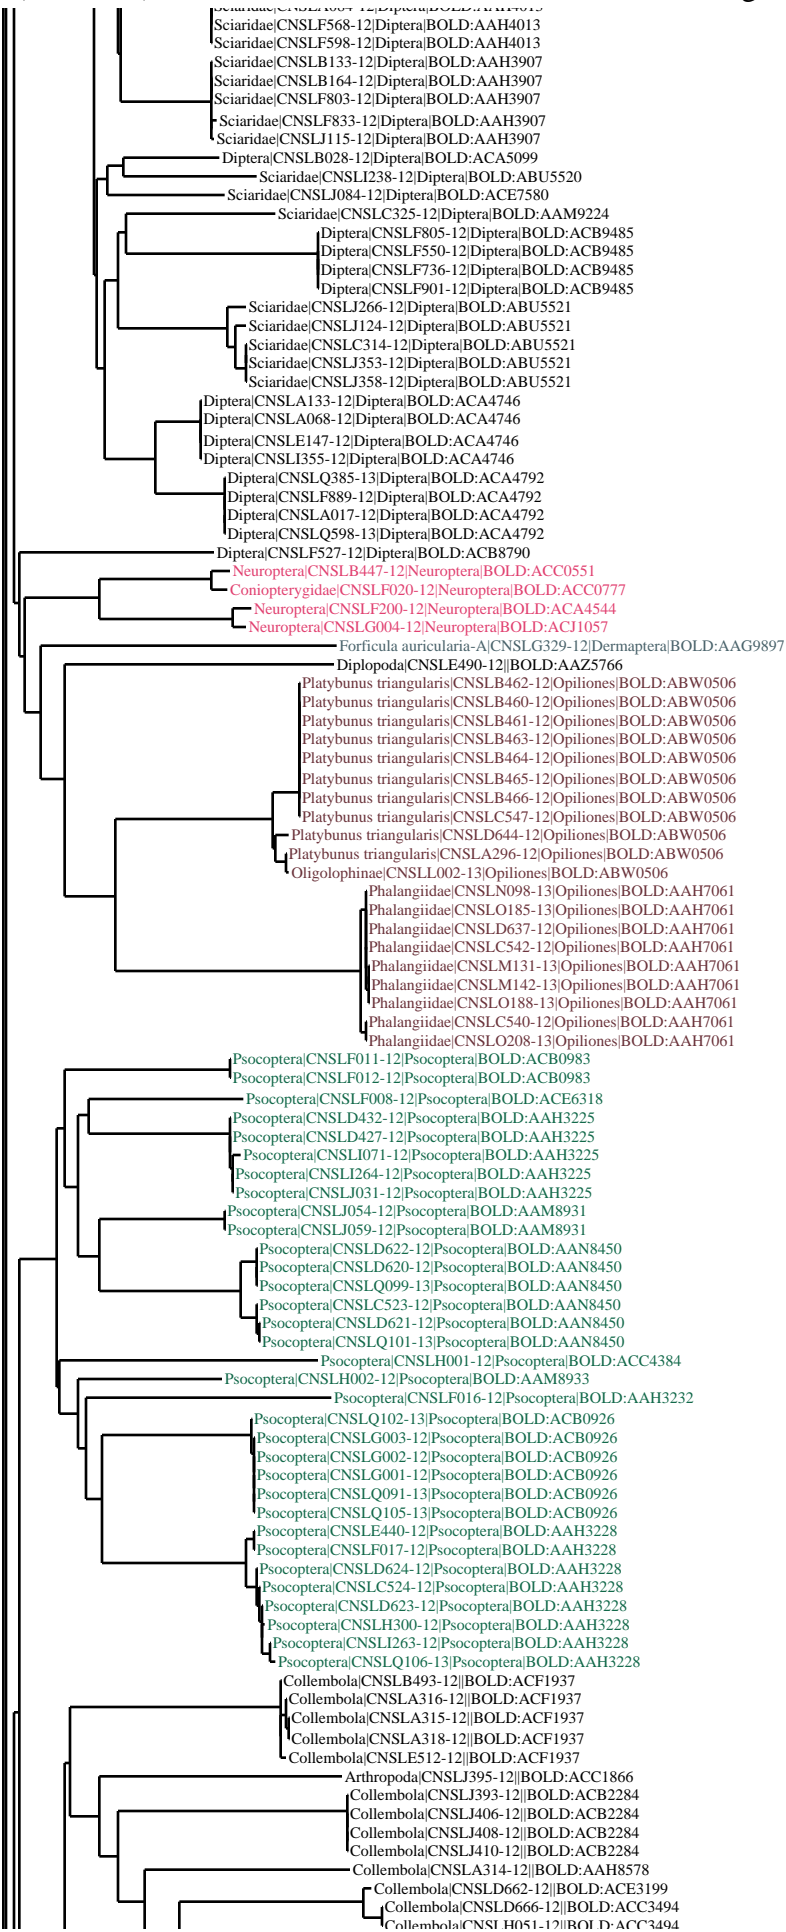 Sciaridae|CNSLA084-12|Diptera|BOLD:AAH4013
Sciaridae|CNSLF568-12|Diptera|BOLD:AAH4013
Sciaridae|CNSLF598-12|Diptera|BOLD:AAH4013
Sciaridae|CNSLB133-12|Diptera|BOLD:AAH3907
Sciaridae|CNSLB164-12|Diptera|BOLD:AAH3907
Sciaridae|CNSLF803-12|Diptera|BOLD:AAH3907
Sciaridae|CNSLF833-12|Diptera|BOLD:AAH3907
Sciaridae|CNSLJ115-12|Diptera|BOLD:AAH3907
Diptera|CNSLB028-12|Diptera|BOLD:ACA5099
Sciaridae|CNSLI238-12|Diptera|BOLD:ABU5520
Sciaridae|CNSLJ084-12|Diptera|BOLD:ACE7580
Sciaridae|CNSLC325-12|Diptera|BOLD:AAM9224
Diptera|CNSLF805-12|Diptera|BOLD:ACB9485
Diptera|CNSLF550-12|Diptera|BOLD:ACB9485
Diptera|CNSLF736-12|Diptera|BOLD:ACB9485
Diptera|CNSLF901-12|Diptera|BOLD:ACB9485
Sciaridae|CNSLJ266-12|Diptera|BOLD:ABU5521
Sciaridae|CNSLJ124-12|Diptera|BOLD:ABU5521
Sciaridae|CNSLC314-12|Diptera|BOLD:ABU5521
Sciaridae|CNSLJ353-12|Diptera|BOLD:ABU5521
Sciaridae|CNSLJ358-12|Diptera|BOLD:ABU5521
Diptera|CNSLA133-12|Diptera|BOLD:ACA4746
Diptera|CNSLA068-12|Diptera|BOLD:ACA4746
Diptera|CNSLE147-12|Diptera|BOLD:ACA4746
Diptera|CNSLI355-12|Diptera|BOLD:ACA4746
Diptera|CNSLQ385-13|Diptera|BOLD:ACA4792
Diptera|CNSLF889-12|Diptera|BOLD:ACA4792
Diptera|CNSLA017-12|Diptera|BOLD:ACA4792
Diptera|CNSLQ598-13|Diptera|BOLD:ACA4792
Diptera|CNSLF527-12|Diptera|BOLD:ACB8790
Neuroptera|CNSLB447-12|Neuroptera|BOLD:ACC0551
Coniopterygidae|CNSLF020-12|Neuroptera|BOLD:ACC0777
Neuroptera|CNSLF200-12|Neuroptera|BOLD:ACA4544
Neuroptera|CNSLG004-12|Neuroptera|BOLD:ACJ1057
Forficula auricularia-A|CNSLG329-12|Dermaptera|BOLD:AAG9897
Diplopoda|CNSLE490-12||BOLD:AAZ5766
Platybunus triangularis|CNSLB462-12|Opiliones|BOLD:ABW0506
Platybunus triangularis|CNSLB460-12|Opiliones|BOLD:ABW0506
Platybunus triangularis|CNSLB461-12|Opiliones|BOLD:ABW0506
Platybunus triangularis|CNSLB463-12|Opiliones|BOLD:ABW0506
Platybunus triangularis|CNSLB464-12|Opiliones|BOLD:ABW0506
Platybunus triangularis|CNSLB465-12|Opiliones|BOLD:ABW0506
Platybunus triangularis|CNSLB466-12|Opiliones|BOLD:ABW0506
Platybunus triangularis|CNSLC547-12|Opiliones|BOLD:ABW0506
Platybunus triangularis|CNSLD644-12|Opiliones|BOLD:ABW0506
Platybunus triangularis|CNSLA296-12|Opiliones|BOLD:ABW0506
Oligolophinae|CNSLL002-13|Opiliones|BOLD:ABW0506
Phalangiidae|CNSLN098-13|Opiliones|BOLD:AAH7061
Phalangiidae|CNSLO185-13|Opiliones|BOLD:AAH7061
Phalangiidae|CNSLD637-12|Opiliones|BOLD:AAH7061
Phalangiidae|CNSLC542-12|Opiliones|BOLD:AAH7061
Phalangiidae|CNSLM131-13|Opiliones|BOLD:AAH7061
Phalangiidae|CNSLM142-13|Opiliones|BOLD:AAH7061
Phalangiidae|CNSLO188-13|Opiliones|BOLD:AAH7061
Phalangiidae|CNSLC540-12|Opiliones|BOLD:AAH7061
Phalangiidae|CNSLO208-13|Opiliones|BOLD:AAH7061
Psocoptera|CNSLF011-12|Psocoptera|BOLD:ACB0983
Psocoptera|CNSLF012-12|Psocoptera|BOLD:ACB0983
Psocoptera|CNSLF008-12|Psocoptera|BOLD:ACE6318
Psocoptera|CNSLD432-12|Psocoptera|BOLD:AAH3225
Psocoptera|CNSLD427-12|Psocoptera|BOLD:AAH3225
Psocoptera|CNSLI071-12|Psocoptera|BOLD:AAH3225
Psocoptera|CNSLI264-12|Psocoptera|BOLD:AAH3225
Psocoptera|CNSLJ031-12|Psocoptera|BOLD:AAH3225
Psocoptera|CNSLJ054-12|Psocoptera|BOLD:AAM8931
Psocoptera|CNSLJ059-12|Psocoptera|BOLD:AAM8931
Psocoptera|CNSLD622-12|Psocoptera|BOLD:AAN8450
Psocoptera|CNSLD620-12|Psocoptera|BOLD:AAN8450
Psocoptera|CNSLQ099-13|Psocoptera|BOLD:AAN8450
Psocoptera|CNSLC523-12|Psocoptera|BOLD:AAN8450
Psocoptera|CNSLD621-12|Psocoptera|BOLD:AAN8450
Psocoptera|CNSLQ101-13|Psocoptera|BOLD:AAN8450
Psocoptera|CNSLH001-12|Psocoptera|BOLD:ACC4384
Psocoptera|CNSLH002-12|Psocoptera|BOLD:AAM8933
Psocoptera|CNSLF016-12|Psocoptera|BOLD:AAH3232
Psocoptera|CNSLQ102-13|Psocoptera|BOLD:ACB0926
Psocoptera|CNSLG003-12|Psocoptera|BOLD:ACB0926
Psocoptera|CNSLG002-12|Psocoptera|BOLD:ACB0926
Psocoptera|CNSLG001-12|Psocoptera|BOLD:ACB0926
Psocoptera|CNSLQ091-13|Psocoptera|BOLD:ACB0926
Psocoptera|CNSLQ105-13|Psocoptera|BOLD:ACB0926
Psocoptera|CNSLE440-12|Psocoptera|BOLD:AAH3228
Psocoptera|CNSLF017-12|Psocoptera|BOLD:AAH3228
Psocoptera|CNSLD624-12|Psocoptera|BOLD:AAH3228
Psocoptera|CNSLC524-12|Psocoptera|BOLD:AAH3228
Psocoptera|CNSLD623-12|Psocoptera|BOLD:AAH3228
Psocoptera|CNSLH300-12|Psocoptera|BOLD:AAH3228
Psocoptera|CNSLI263-12|Psocoptera|BOLD:AAH3228
Psocoptera|CNSLQ106-13|Psocoptera|BOLD:AAH3228
Collembola|CNSLB493-12||BOLD:ACF1937
Collembola|CNSLA316-12||BOLD:ACF1937
Collembola|CNSLA315-12||BOLD:ACF1937
Collembola|CNSLA318-12||BOLD:ACF1937
Collembola|CNSLE512-12||BOLD:ACF1937
Arthropoda|CNSLJ395-12||BOLD:ACC1866
Collembola|CNSLJ393-12||BOLD:ACB2284
Collembola|CNSLJ406-12||BOLD:ACB2284
Collembola|CNSLJ408-12||BOLD:ACB2284
Collembola|CNSLJ410-12||BOLD:ACB2284
Collembola|CNSLA314-12||BOLD:AAH8578
Collembola|CNSLD662-12||BOLD:ACE3199
Collembola|CNSLD666-12||BOLD:ACC3494
Collembola|CNSLH051-12||BOLD:ACC3494